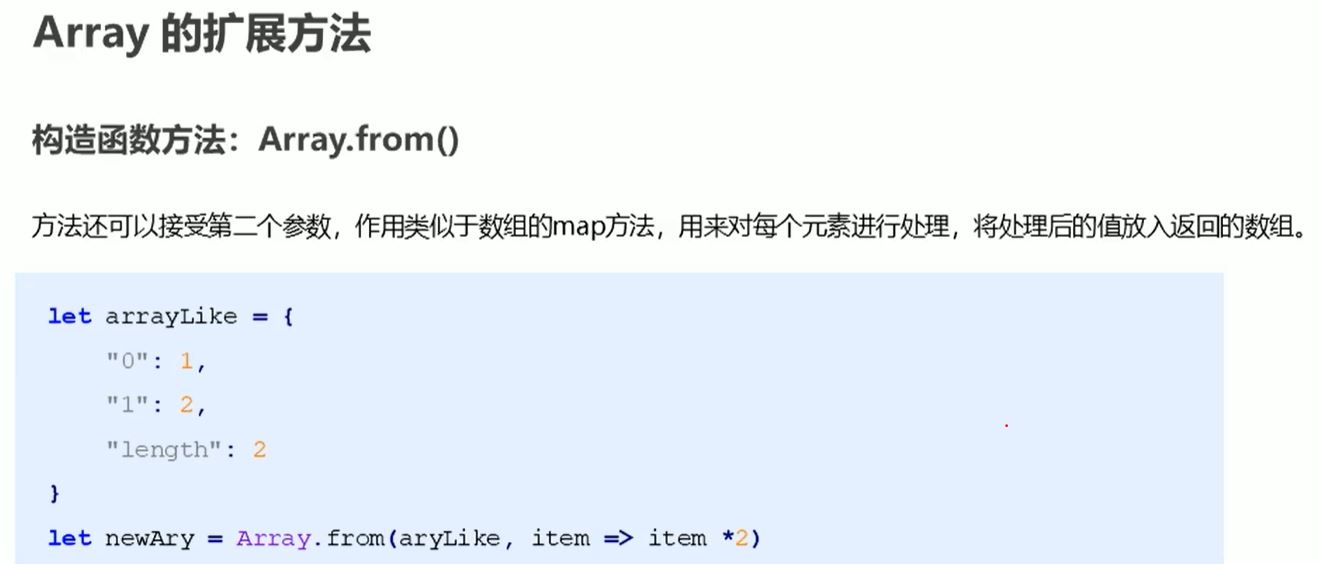 Array 的扩展方法
构造函数方法：Array.from()
方法还可以接受第二个参数，作用类似于数组的map方法，用来对每个元素进行处理，将处理后的值放入返回的数组。
let arrayLike = {
    "0": 1,
    "1": 2,
    "length": 2
}
let newAry = Array.from(aryLike, item => item *2)